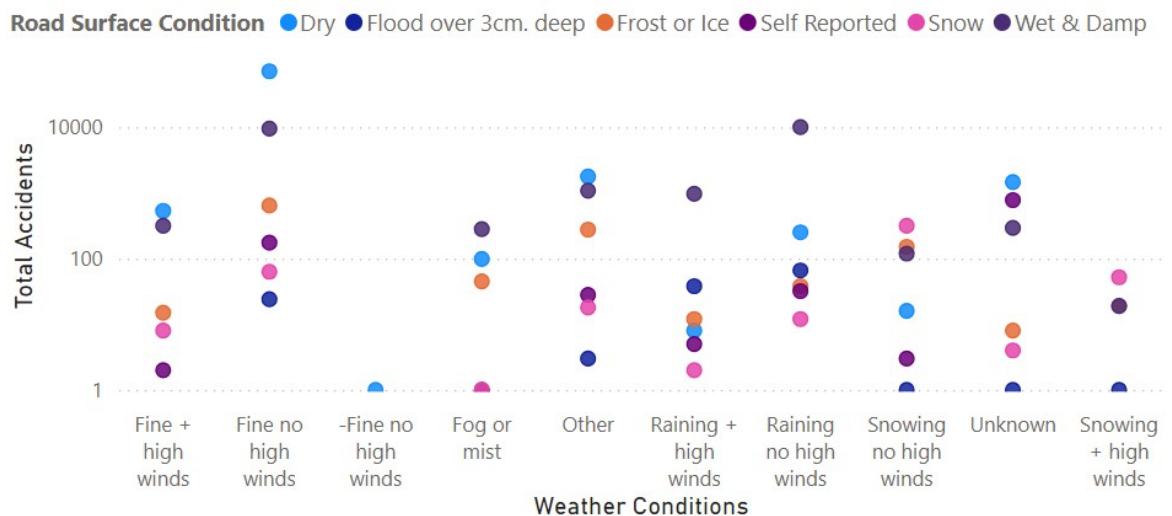 Road Surface Condition Dry Flood over 3cm. deep Frost or Ice Self Reported Snow Wet & Damp
Total Accidents
10000
100
1
Fine + high winds
Fine no high winds
-Fine no high winds
Fog or mist
Other
Raining + high winds
Raining no high winds
Snowing no high winds
Unknown
Snowing + high winds
Weather Conditions